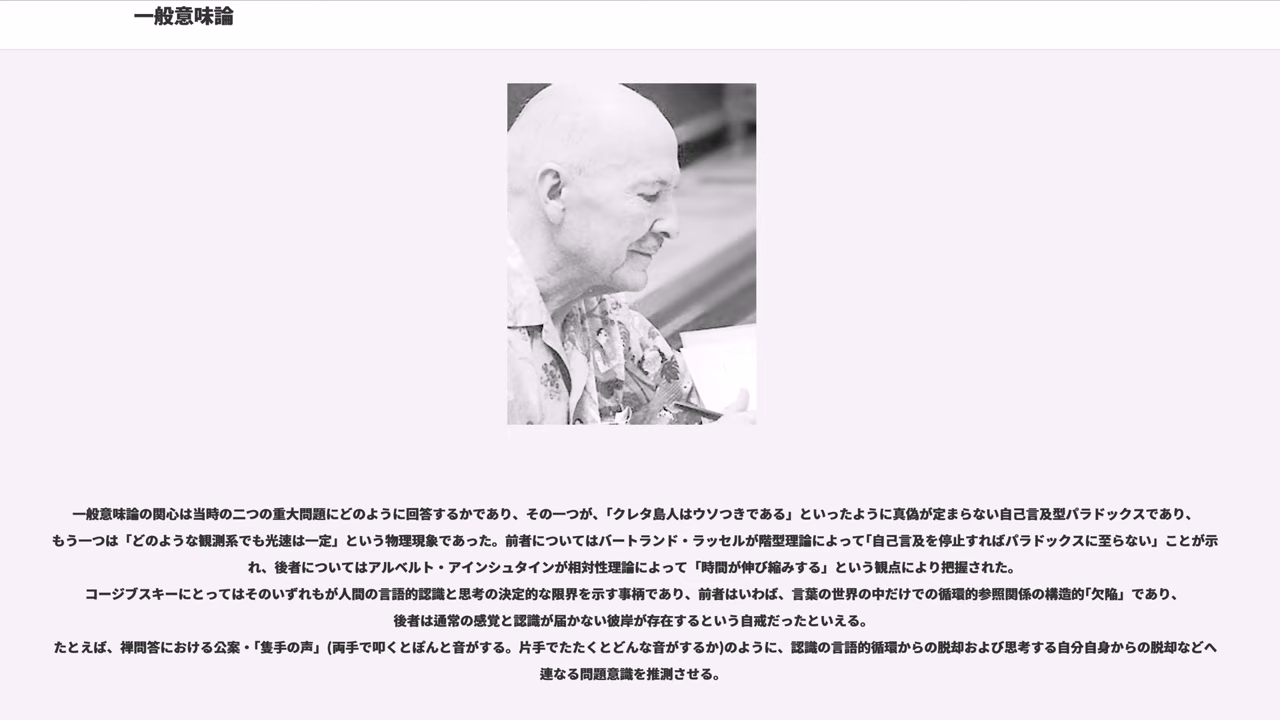 一般意味論
一般意味論の関心は当時の二つの重大問題にどのように回答するかであり、その一つが、「クレタ島人はウソつきである」といったように真偽が定まらない自己言及型パラドックスであり、
もう一つは「どのような観測系でも光速は一定」という物理現象であった。前者についてはバートランド・ラッセルが階型理論によって「自己言及を停止すればパラドックスに至らない」ことが示
れ、後者についてはアルベルト・アインシュタインが相対性理論によって「時間が伸び縮みする」という観点により把握された。
コージブスキーにとってはそのいずれもが人間の言語的認識と思考の決定的な限界を示す事柄であり、前者はいわば、言葉の世界の中だけでの循環的参照関係の構造的「欠陥」であり、
後者は通常の感覚と認識が届かない彼岸が存在するという自戒だったといえる。
たとえば、禅問答における公案・「隻手の声」(両手で叩くとぽんと音がする。片手でたたくとどんな音がするか)のように、認識の言語的循環からの脱却および思考する自分自身からの脱却などへ
連なる問題意識を推測させる。